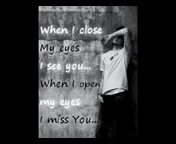 When I close
My eyes
I see you...
When I open
my eyes
I miss You...